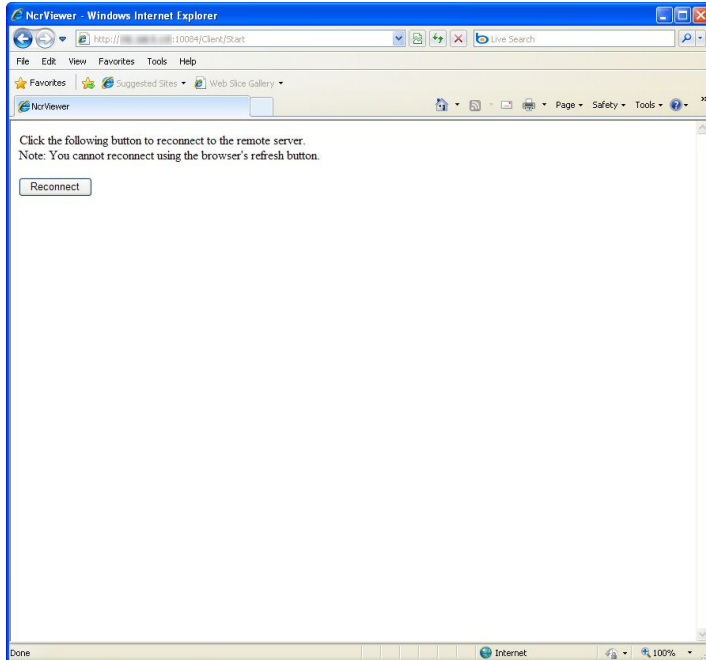 NcrViewer - Windows Internet Explorer
http:// :10084/Client/Start
Live Search
File Edit View Favorites Tools Help
Favorites Suggested Sites Web Slice Gallery
NcrViewer
Page Safety Tools »
Click the following button to reconnect to the remote server.
Note: You cannot reconnect using the browser's refresh button.
Reconnect
Done Internet 100%